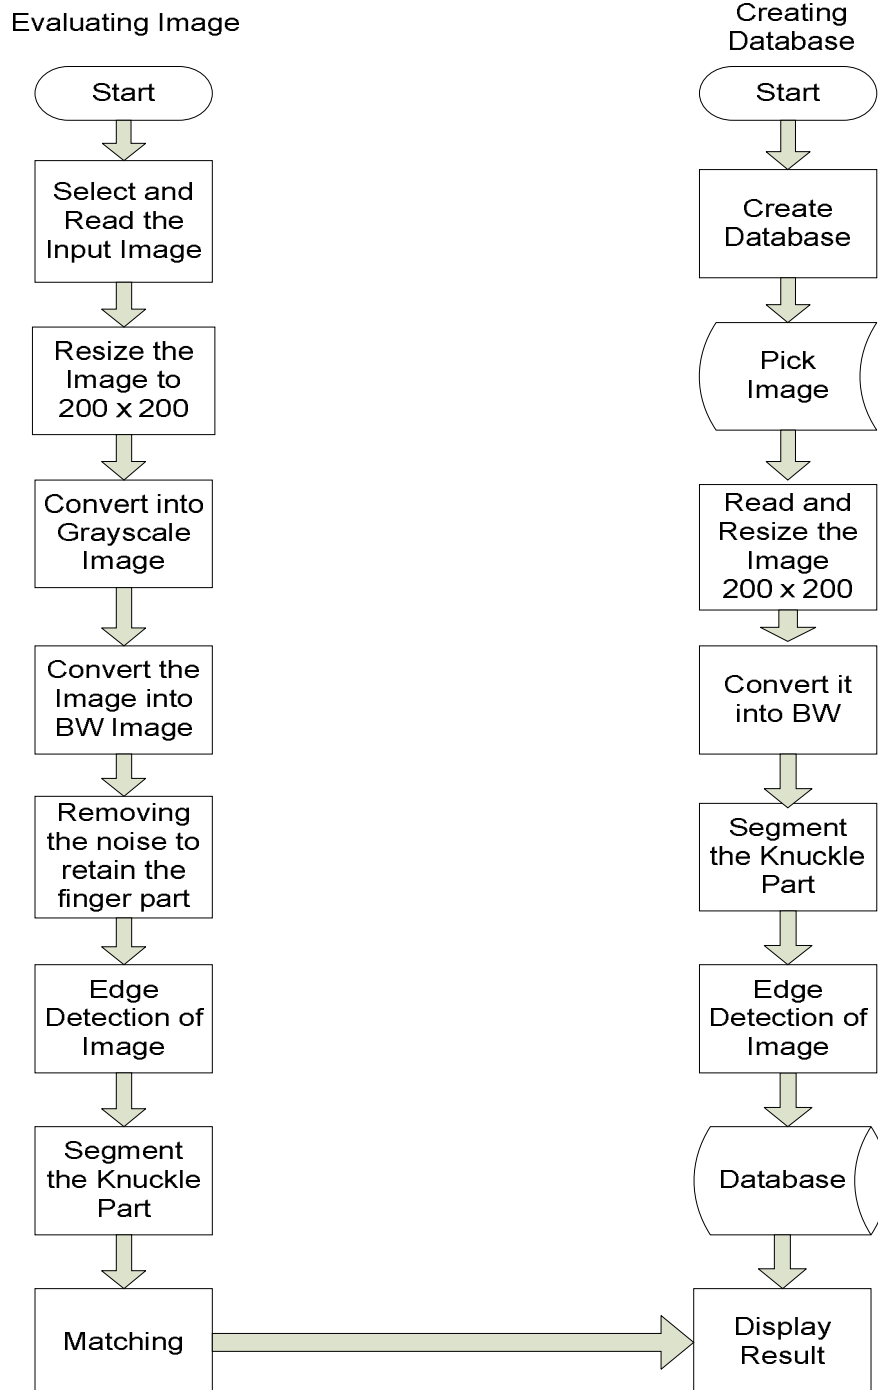 Evaluating Image
Start
Select and
Read the
Input Image
Resize the
Image to
200 x 200
Convert into
Grayscale
Image
Convert the
Image into
BW Image
Removing
the noise to
retain the
finger part
Edge
Detection of
Image
Segment
the Knuckle
Part
Matching
Creating
Database
Start
Create
Database
Pick
Image
Read and
Resize the
Image
200 x 200
Convert it
into BW
Segment
the Knuckle
Part
Edge
Detection of
Image
Database
Display
Result